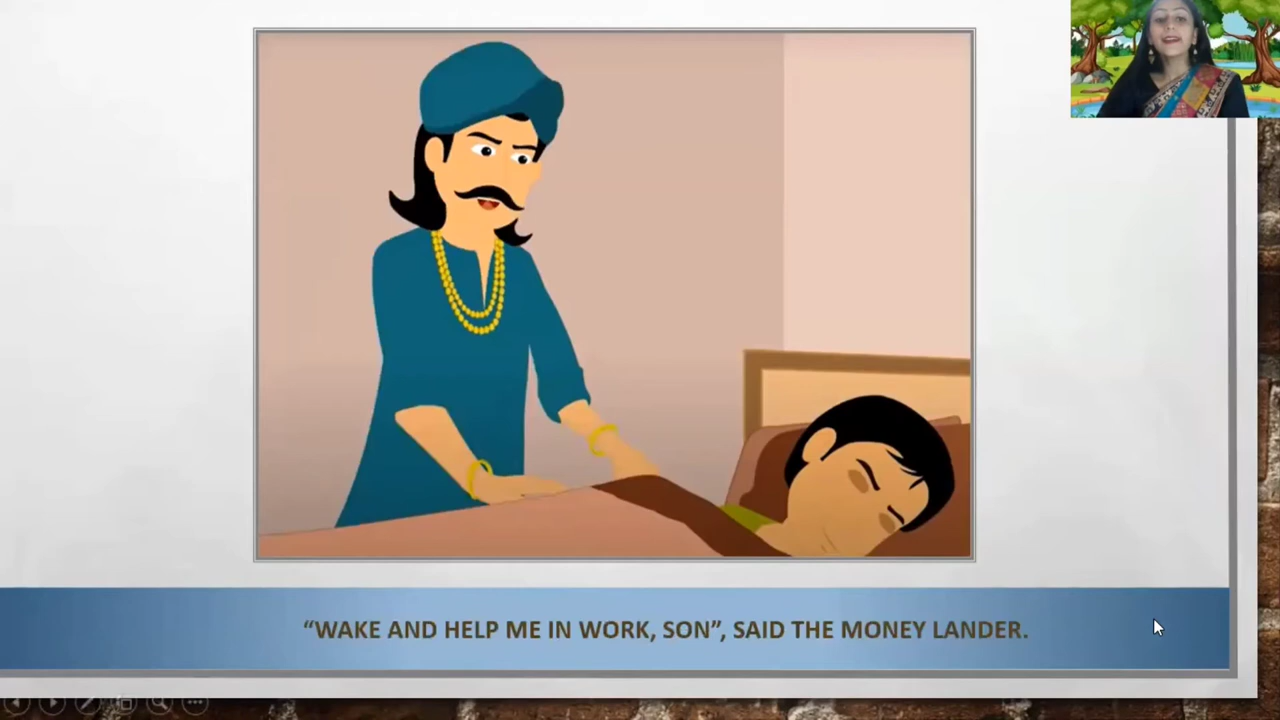 “WAKE AND HELP ME IN WORK, SON”, SAID THE MONEY LANDER.